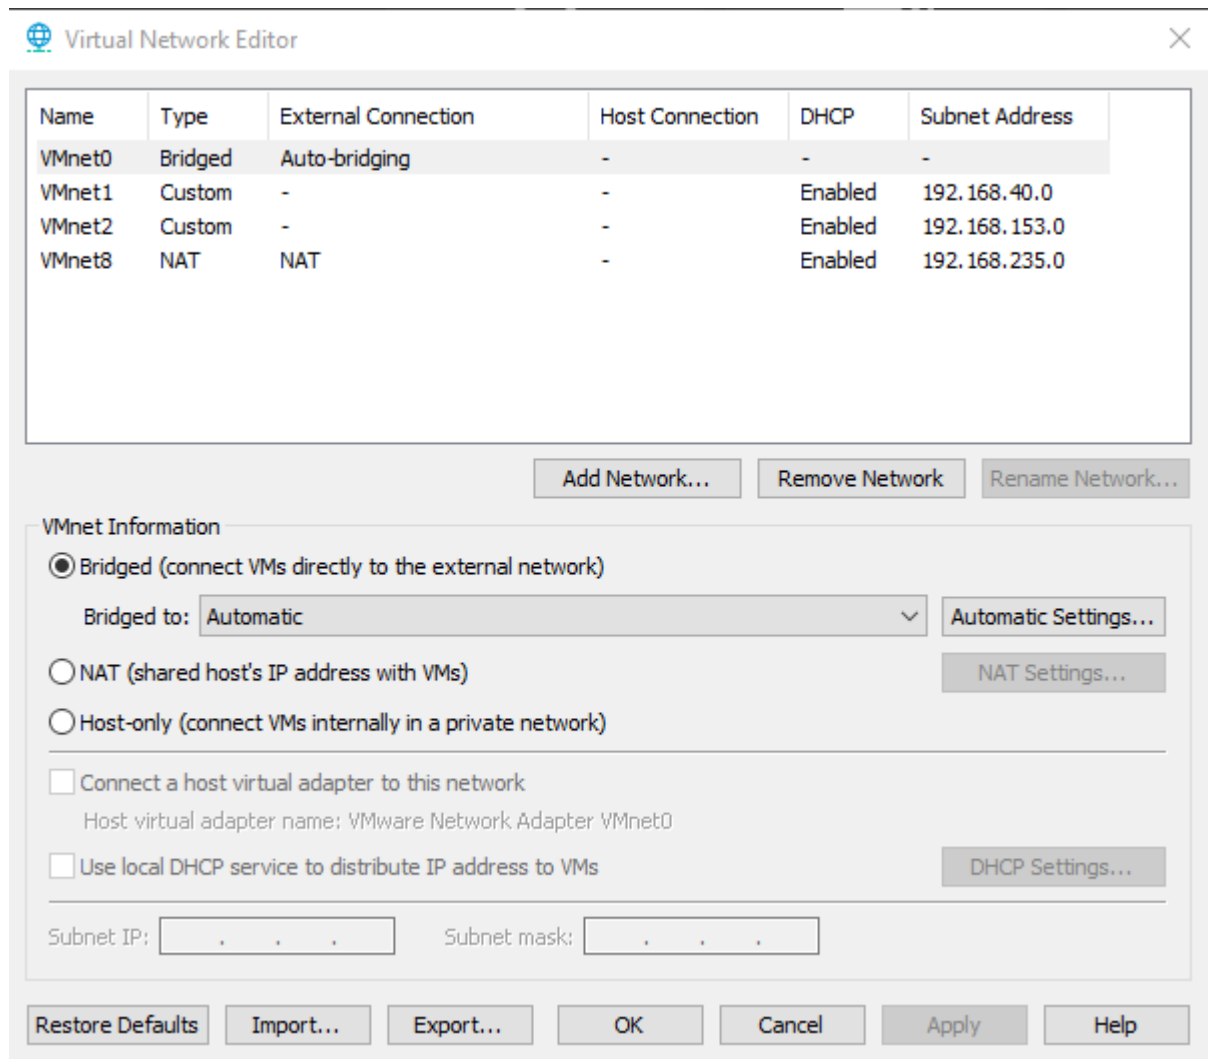 Virtual Network Editor
Name Type External Connection Host Connection DHCP Subnet Address
VMnet0 Bridged Auto-bridging - - -
VMnet1 Custom - - Enabled 192.168.40.0
VMnet2 Custom - - Enabled 192.168.153.0
VMnet8 NAT NAT - Enabled 192.168.235.0
Add Network... Remove Network Rename Network...
VMnet Information
Bridged (connect VMs directly to the external network)
Bridged to: Automatic Automatic Settings...
NAT (shared host's IP address with VMs) NAT Settings...
Host-only (connect VMs internally in a private network)
Connect a host virtual adapter to this network
Host virtual adapter name: VMware Network Adapter VMnet0
Use local DHCP service to distribute IP address to VMs DHCP Settings...
Subnet IP: . . . Subnet mask: . . .
Restore Defaults Import... Export... OK Cancel Apply Help